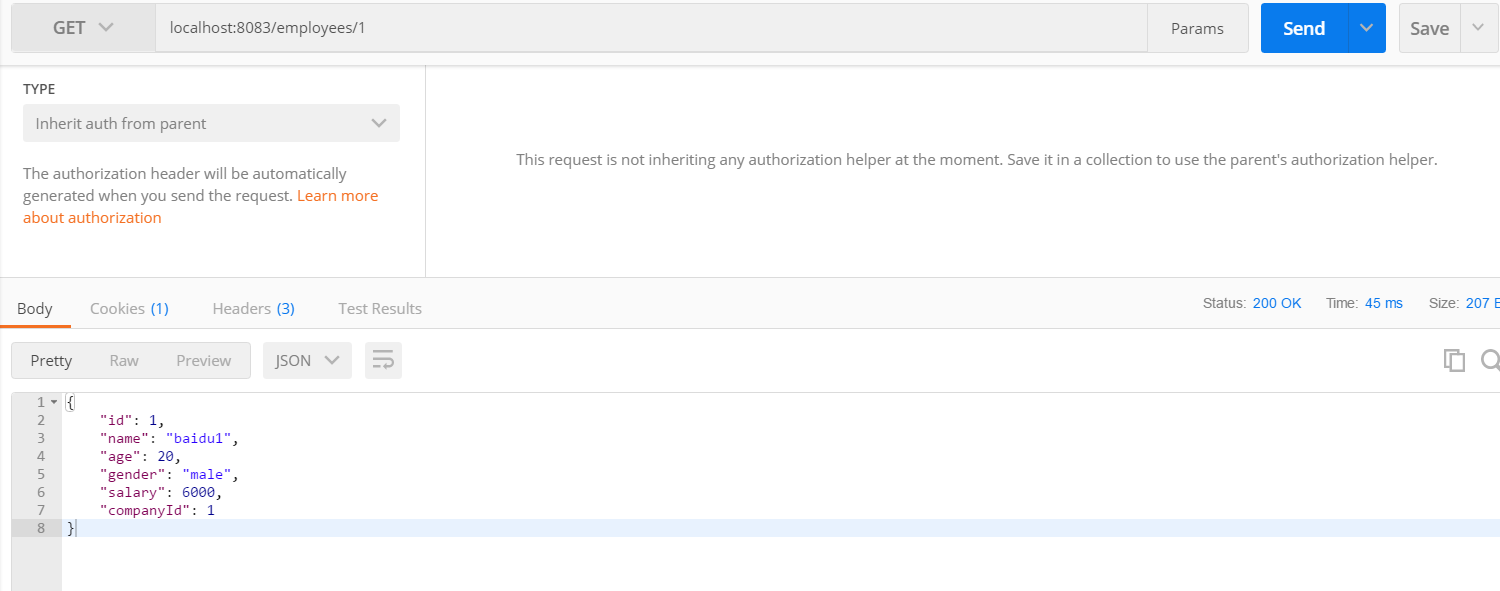 GET localhost:8083/employees/1 Params Send Save
TYPE
Inherit auth from parent
The authorization header will be automatically
generated when you send the request. Learn more
about authorization
This request is not inheriting any authorization helper at the moment. Save it in a collection to use the parent's authorization helper.
Body Cookies (1) Headers (3) Test Results Status: 200 OK Time: 45 ms Size: 207
Pretty Raw Preview JSON
1 {
2 "id": 1,
3 "name": "baidu1",
4 "age": 20,
5 "gender": "male",
6 "salary": 6000,
7 "companyId": 1
8 }